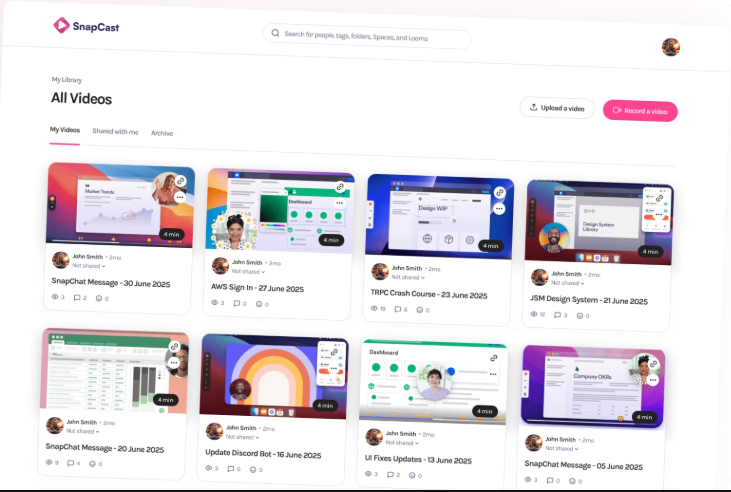 SnapCast
Search for people, tags, folders, Spaces, and Looms
My Library
All Videos
Upload a video
Record a video
My Videos
Shared with me
Archive
Market Trends
4 min
Dashboard
4 min
Design WIP
4 min
Design System
Library
4 min
John Smith • 2mo
Not shared
SnapChat Message - 30 June 2025
3 0 0
John Smith • 2mo
Not shared
AWS Sign In - 27 June 2025
3 0 0
John Smith • 2mo
Not shared
TRPC Crash Course - 23 June 2025
John Smith • 2mo
Not shared
JSM Design System - 21 June 2025
12 3 0
4 min
4 min
Dashboard
4 min
Company OKRs
4 min
John Smith • 2mo
Not shared
SnapChat Message - 20 June 2025
9 4 0
John Smith • 2mo
Not shared
Update Discord Bot - 16 June 2025
3 0 0
John Smith • 2mo
Not shared
UI Fixes Updates - 13 June 2025
3 2 0
John Smith • 2mo
Not shared
SnapChat Message - 05 June 2025
3 0 0